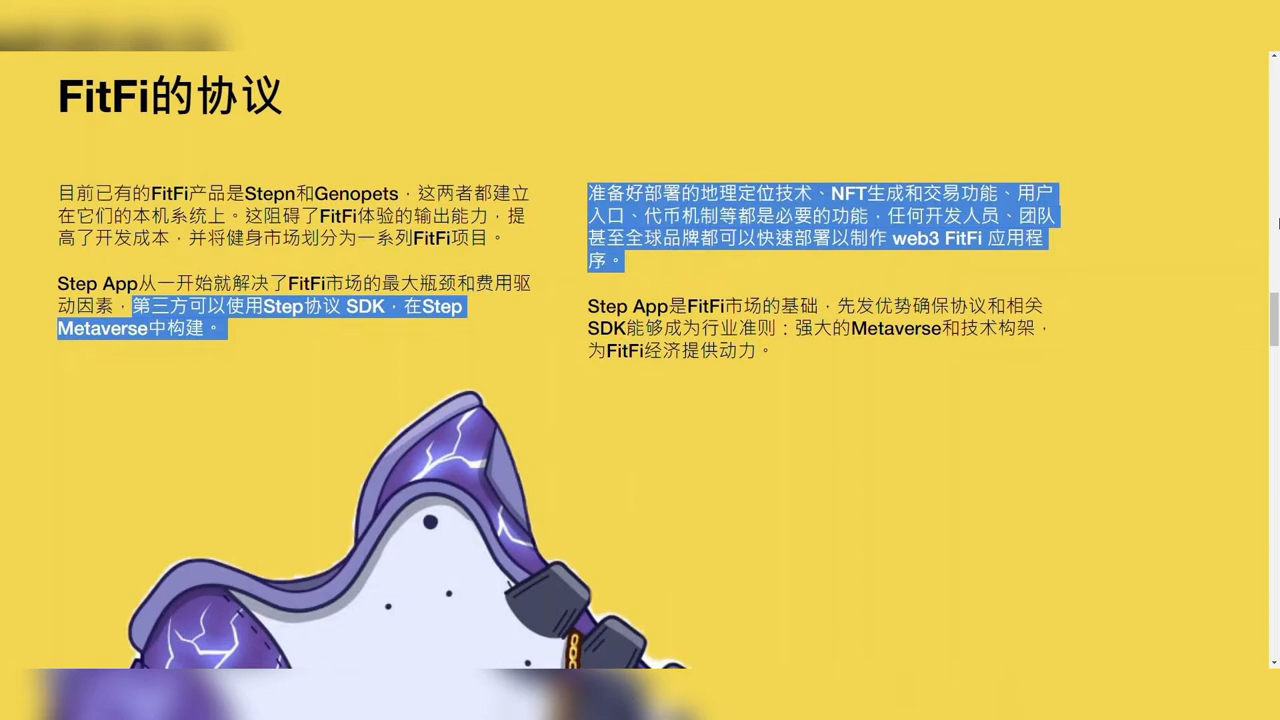 FitFi的协议
目前已有的FitFi产品是Stepn和Genopets，这两者都建立
在它们的本机系统上。这阻碍了FitFi体验的输出能力，提
高了开发成本，并将健身市场划分为一系列FitFi项目。
Step App从一开始就解决了FitFi市场的最大瓶颈和费用驱
动因素，第三方可以使用Step协议 SDK，在Step
Metaverse中构建。
准备好部署的地理定位技术、NFT生成和交易功能、用户
入口、代币机制等都是必要的功能，任何开发人员、团队
甚至全球品牌都可以快速部署以制作 web3 FitFi 应用程
序。
Step App是FitFi市场的基础，先发优势确保协议和相关
SDK能够成为行业准则：强大的Metaverse和技术构架，
为FitFi经济提供动力。